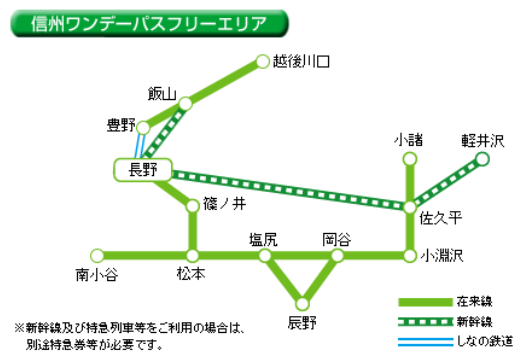 信州ワンデーパスフリーエリア
越後川口
飯山
豊野
長野
小諸
軽井沢
篠ノ井
佐久平
塩尻
岡谷
小淵沢
南小谷
松本
辰野
在来線
新幹線
しなの鉄道
※新幹線及び特急列車等をご利用の場合は、
別途特急券等が必要です。